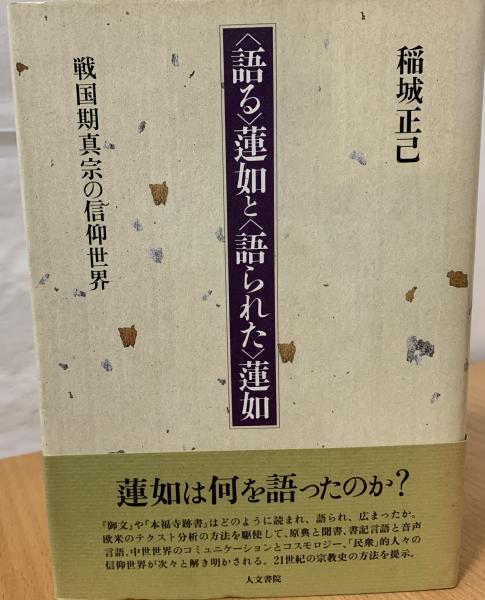 稲城正己
〈語る〉蓮如と〈語られた〉蓮如
戦国期真宗の信仰世界
蓮如は何を語ったのか?
『御文』や『本福寺跡書』はどのように読まれ、語られ、広まったか。
欧米のテクスト分析の方法を駆使して、原典と聞書、書記言語と音声
言語、中世世界のコミュニケーションとコスモロジー、「民衆」的人々の
信仰世界が次々と解き明かされる。21世紀の宗教史の方法を提示。
人文書院